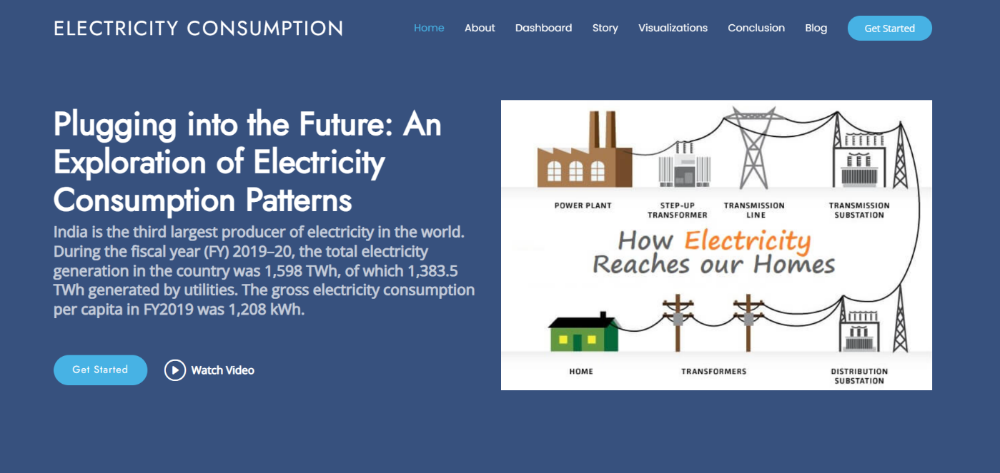 ELECTRICITY CONSUMPTION
Home About Dashboard Story Visualizations Conclusion Blog Get Started
Plugging into the Future: An
Exploration of Electricity
Consumption Patterns
India is the third largest producer of electricity in the world.
During the fiscal year (FY) 2019–20, the total electricity
generation in the country was 1,598 TWh, of which 1,383.5
TWh generated by utilities. The gross electricity consumption
per capita in FY2019 was 1,208 kWh.
Get Started Watch Video
POWER PLANT
STEP-UP
TRANSFORMER
TRANSMISSION
LINE
TRANSMISSION
SUBSTATION
How Electricity
Reaches our Homes
HOME
TRANSFORMERS
DISTRIBUTION
SUBSTATION